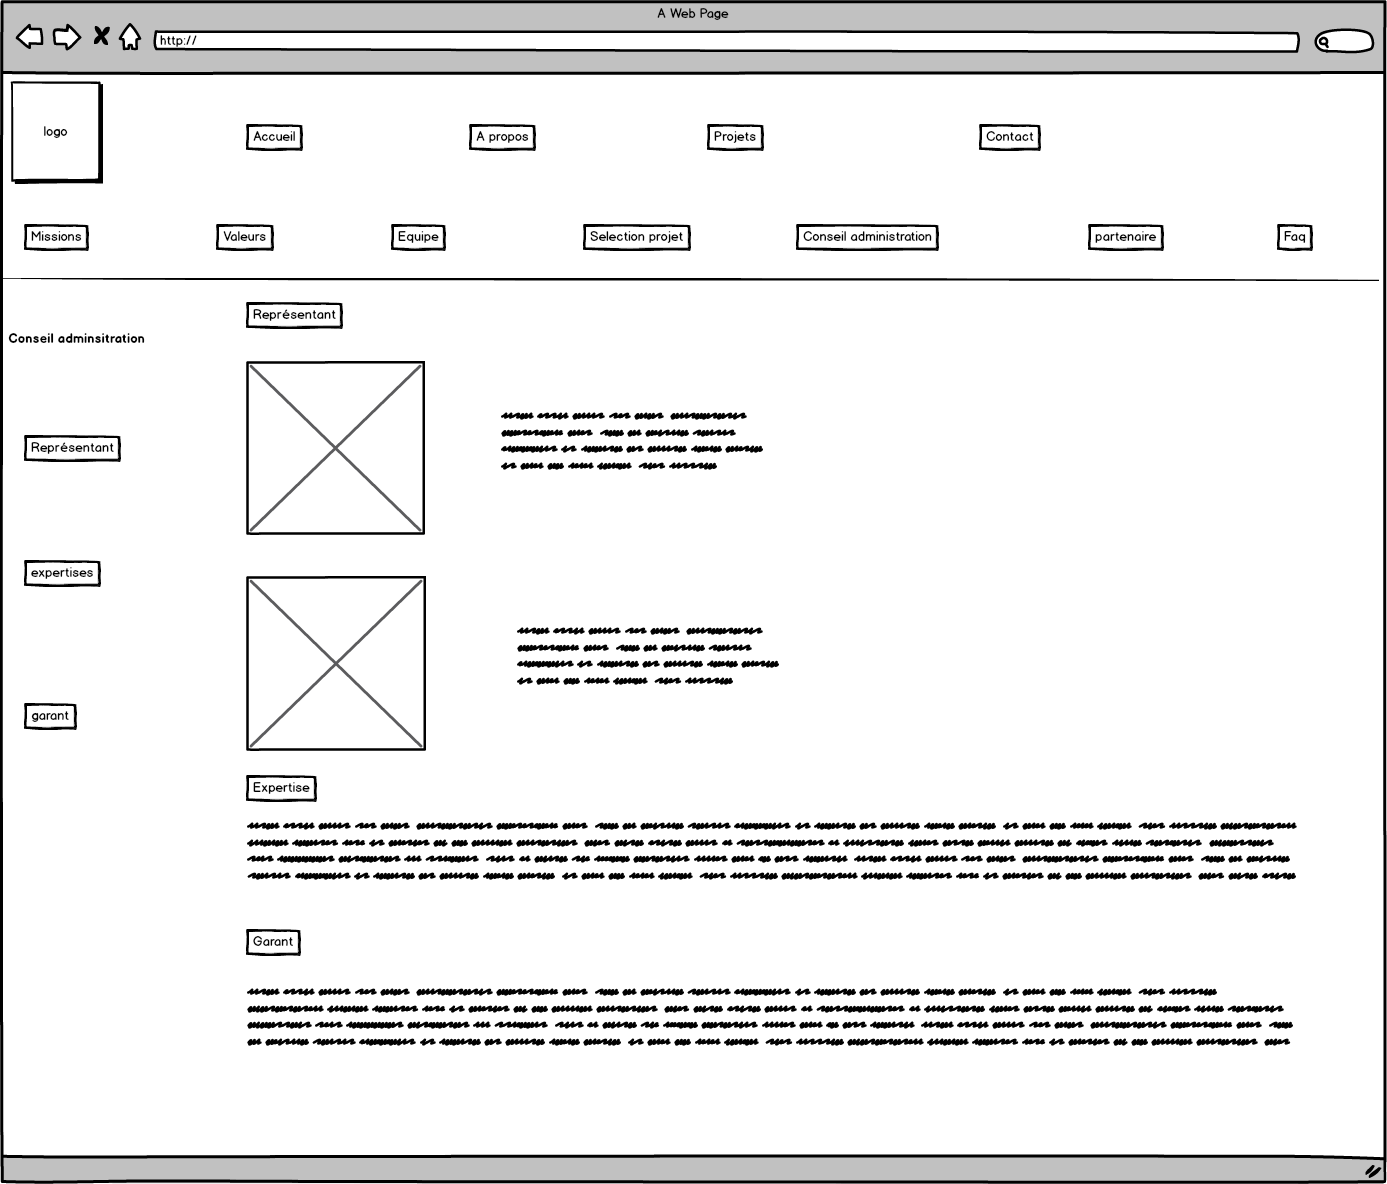 A Web Page
http://
logo
Accueil
A propos
Projets
Contact
Missions
Valeurs
Equipe
Selection projet
Conseil administration
partenaire
Faq
Représentant
Conseil adminsitration
Représentant
expertises
garant
Expertise
Garant